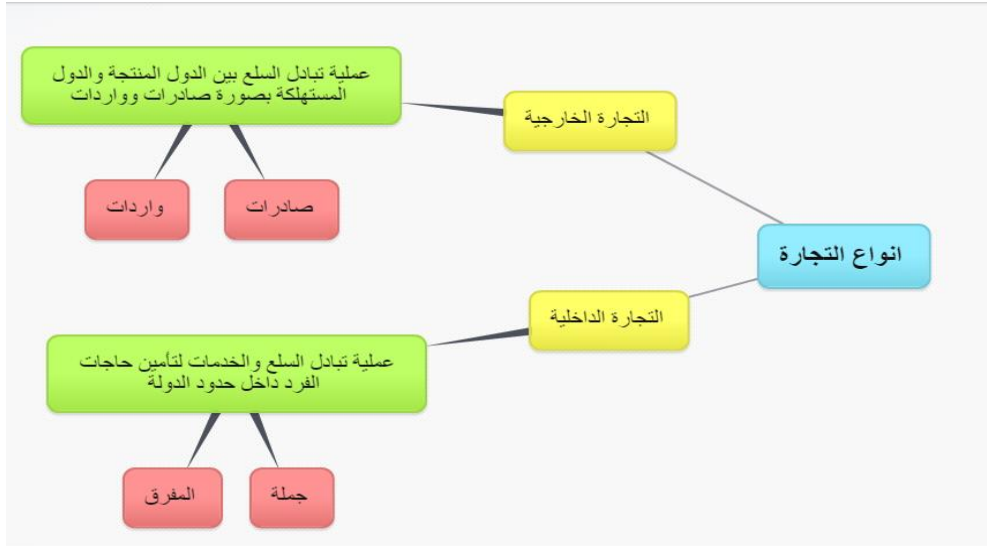 انواع التجارة
التجارة الخارجية
عملية تبادل السلع بين الدول المنتجة والدول
المستهلكة بصورة صادرات وواردات
صادرات
واردات
التجارة الداخلية
عملية تبادل السلع والخدمات لتأمين حاجات
الفرد داخل حدود الدولة
جملة
المفرق